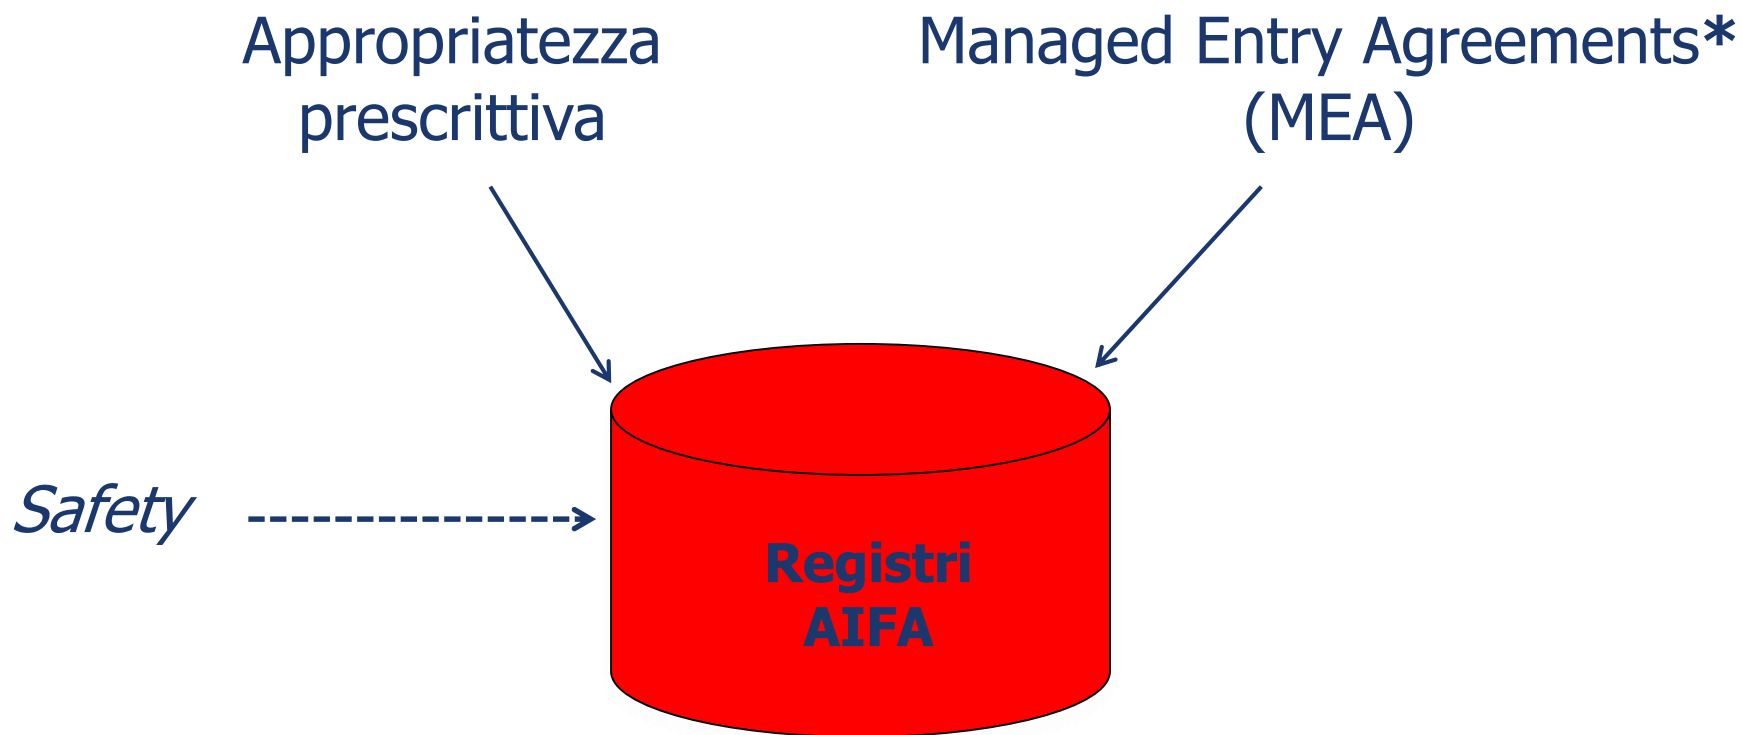 Appropriatezza
prescrittiva
Managed Entry Agreements*
(MEA)
Safety
Registri
AIFA